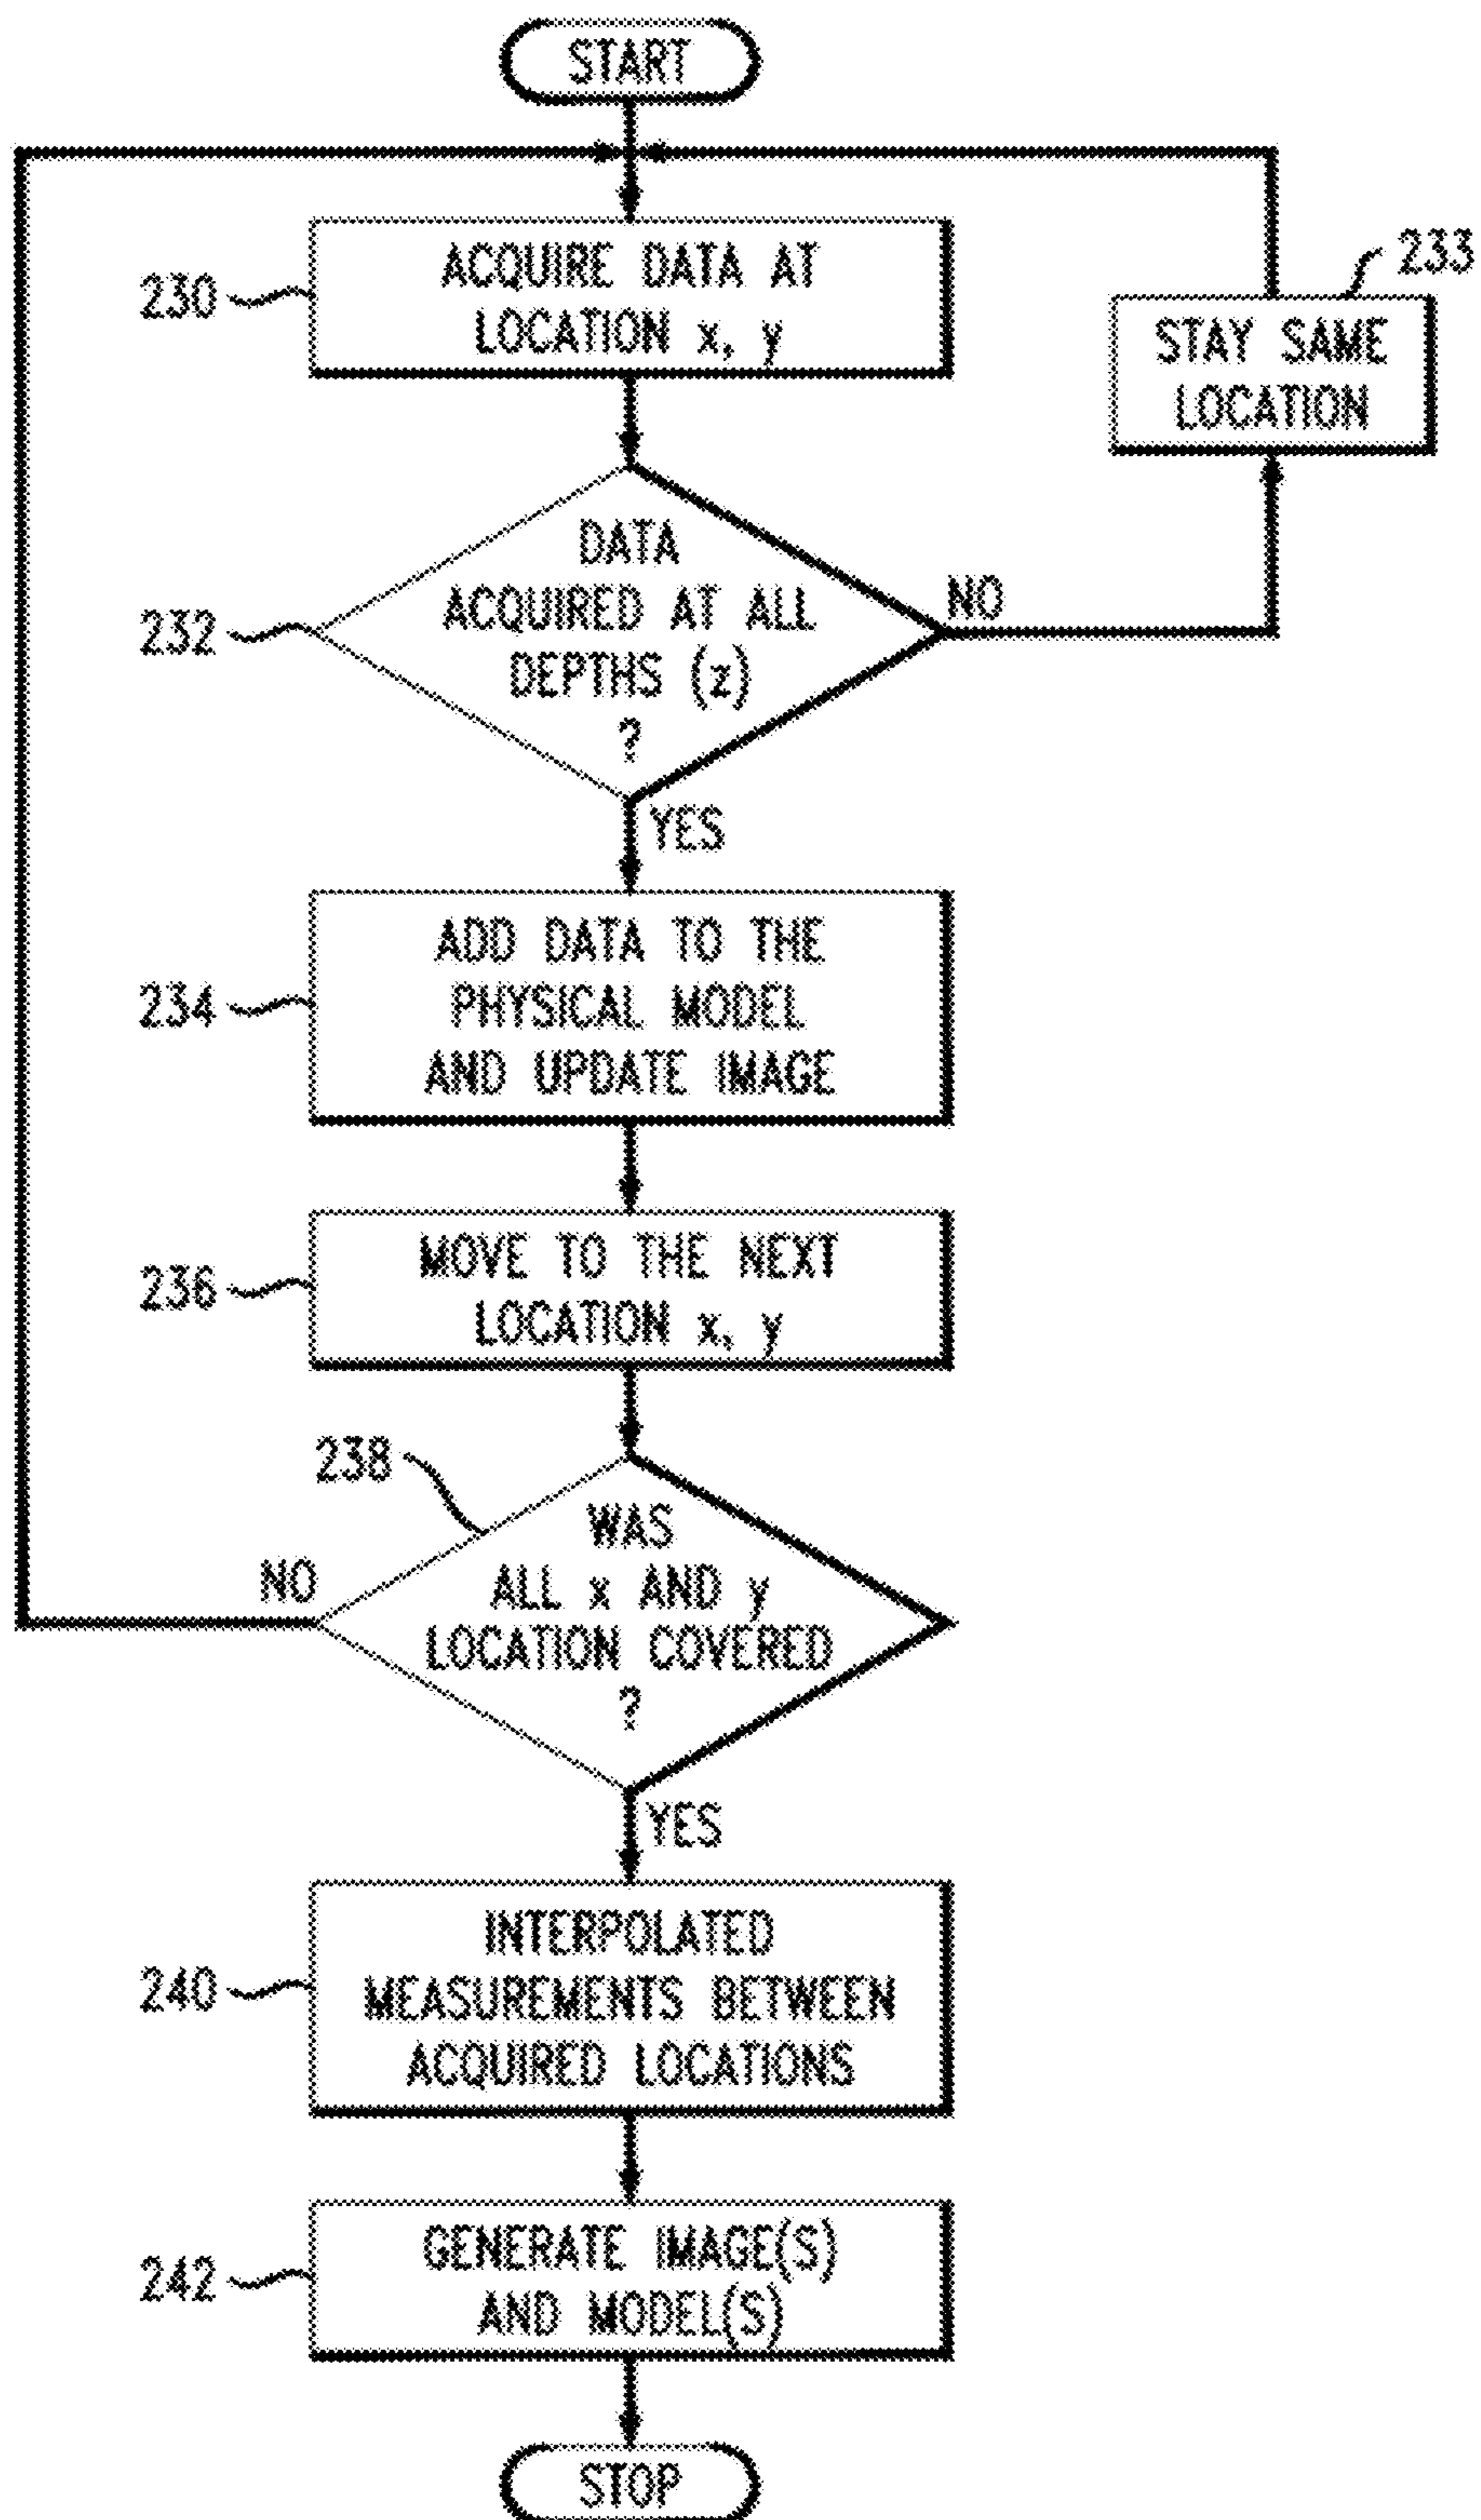 START
ACQUIRE DATA AT
LOCATION x, y
230
233
STAY SAME
LOCATION
DATA
ACQUIRED AT ALL
DEPTHS (z)
?
232
NO
YES
ADD DATA TO THE
PHYSICAL MODEL
AND UPDATE IMAGE
234
MOVE TO THE NEXT
LOCATION x, y
236
238
WAS
ALL x AND y
LOCATION COVERED
?
NO
YES
INTERPOLATED
MEASUREMENTS BETWEEN
ACQUIRED LOCATIONS
240
GENERATE IMAGE(S)
AND MODEL(S)
242
STOP